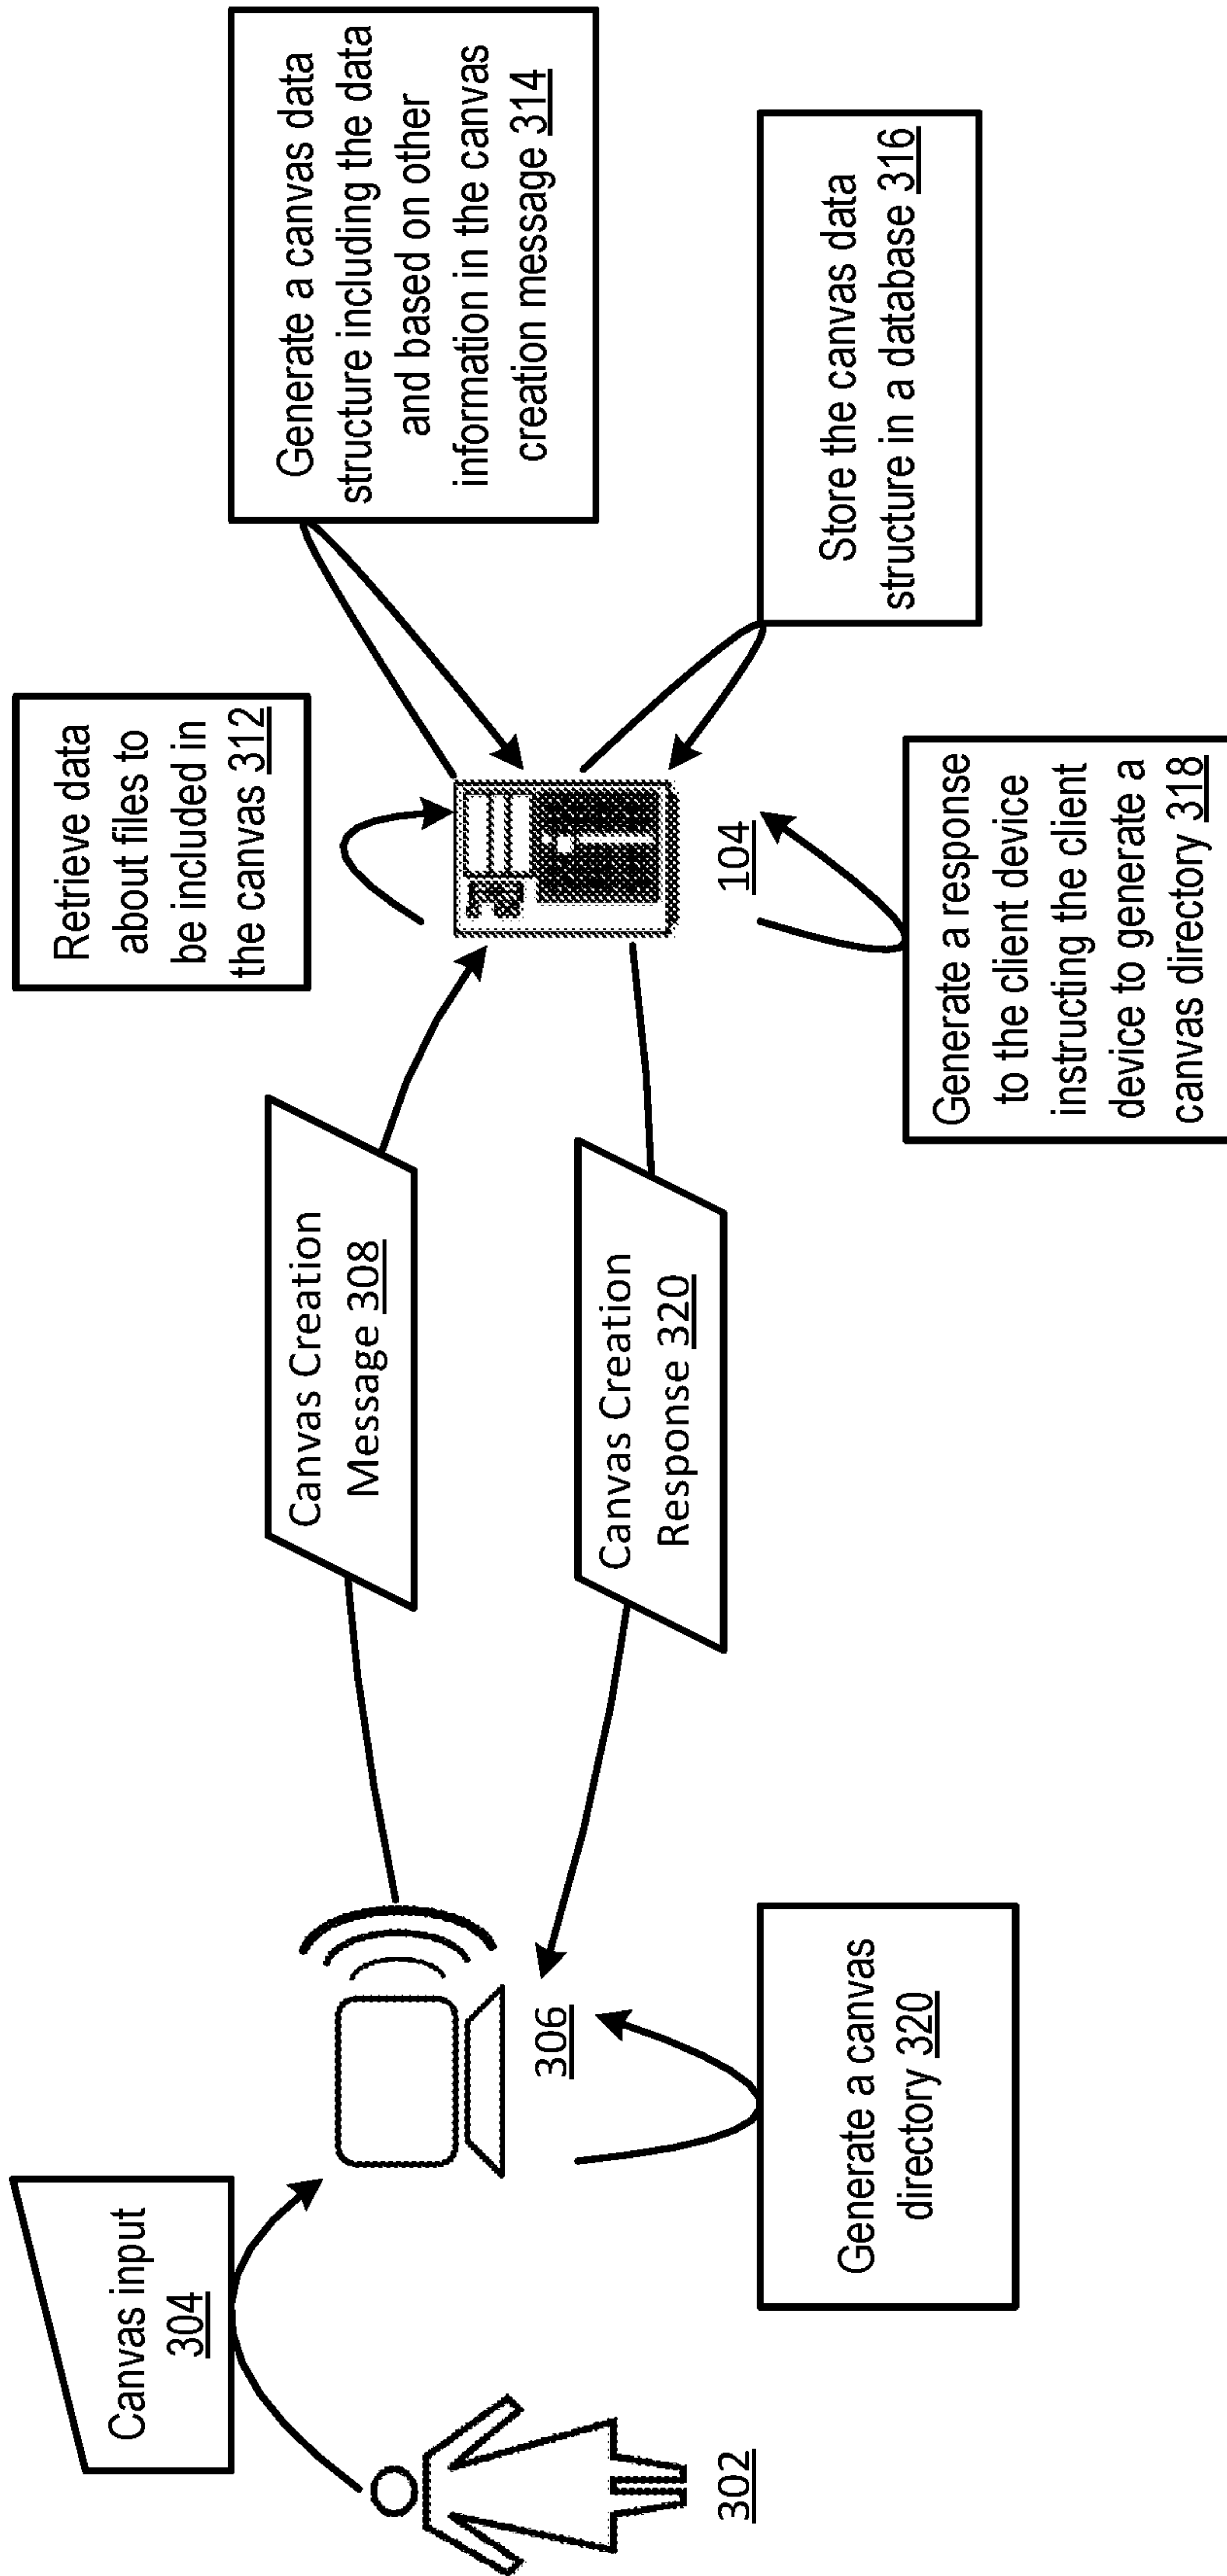 Canvas input
304
302
306
Generate a canvas
directory 320
Canvas Creation
Message 308
Canvas Creation
Response 320
Retrieve data
about files to
be included in
the canvas 312
104
Generate a response
to the client device
instructing the client
device to generate a
canvas directory 318
Generate a canvas data
structure including the data
and based on other
information in the canvas
creation message 314
Store the canvas data
structure in a database 316